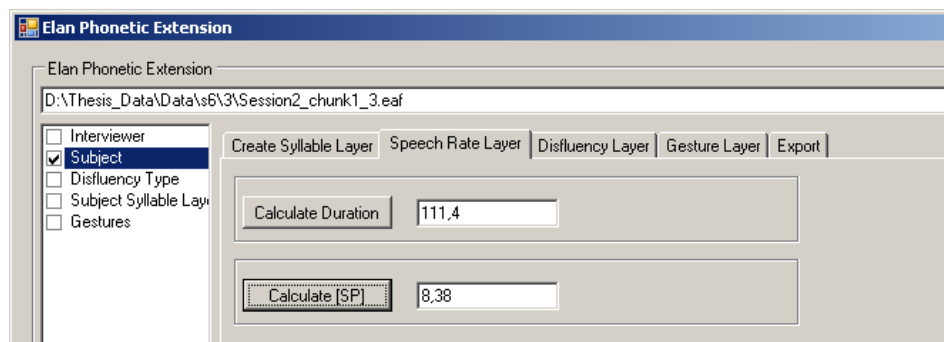 Elan Phonetic Extension
Elan Phonetic Extension
D:\Thesis_Data\Data\s6\3\Session2_chunk1_3.eaf
Interviewer
Subject
Disfluency Type
Subject Syllable Lay
Gestures
Create Syllable Layer Speech Rate Layer Disfluency Layer Gesture Layer Export
Calculate Duration 111,4
Calculate [SP] 8,38